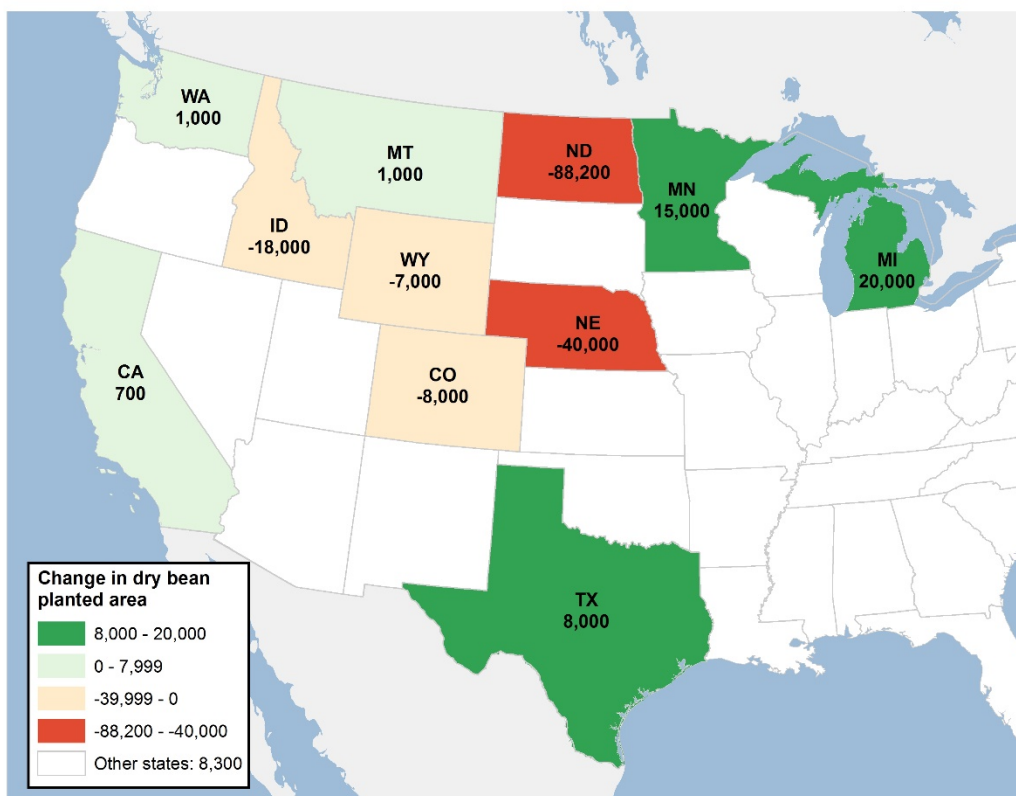 WA
1,000
MT
1,000
ND
-88,200
MN
15,000
ID
-18,000
WY
-7,000
MI
20,000
NE
-40,000
CA
700
CO
-8,000
TX
8,000
Change in dry bean
planted area
8,000 - 20,000
0 - 7,999
-39,999 - 0
-88,200 - -40,000
Other states: 8,300